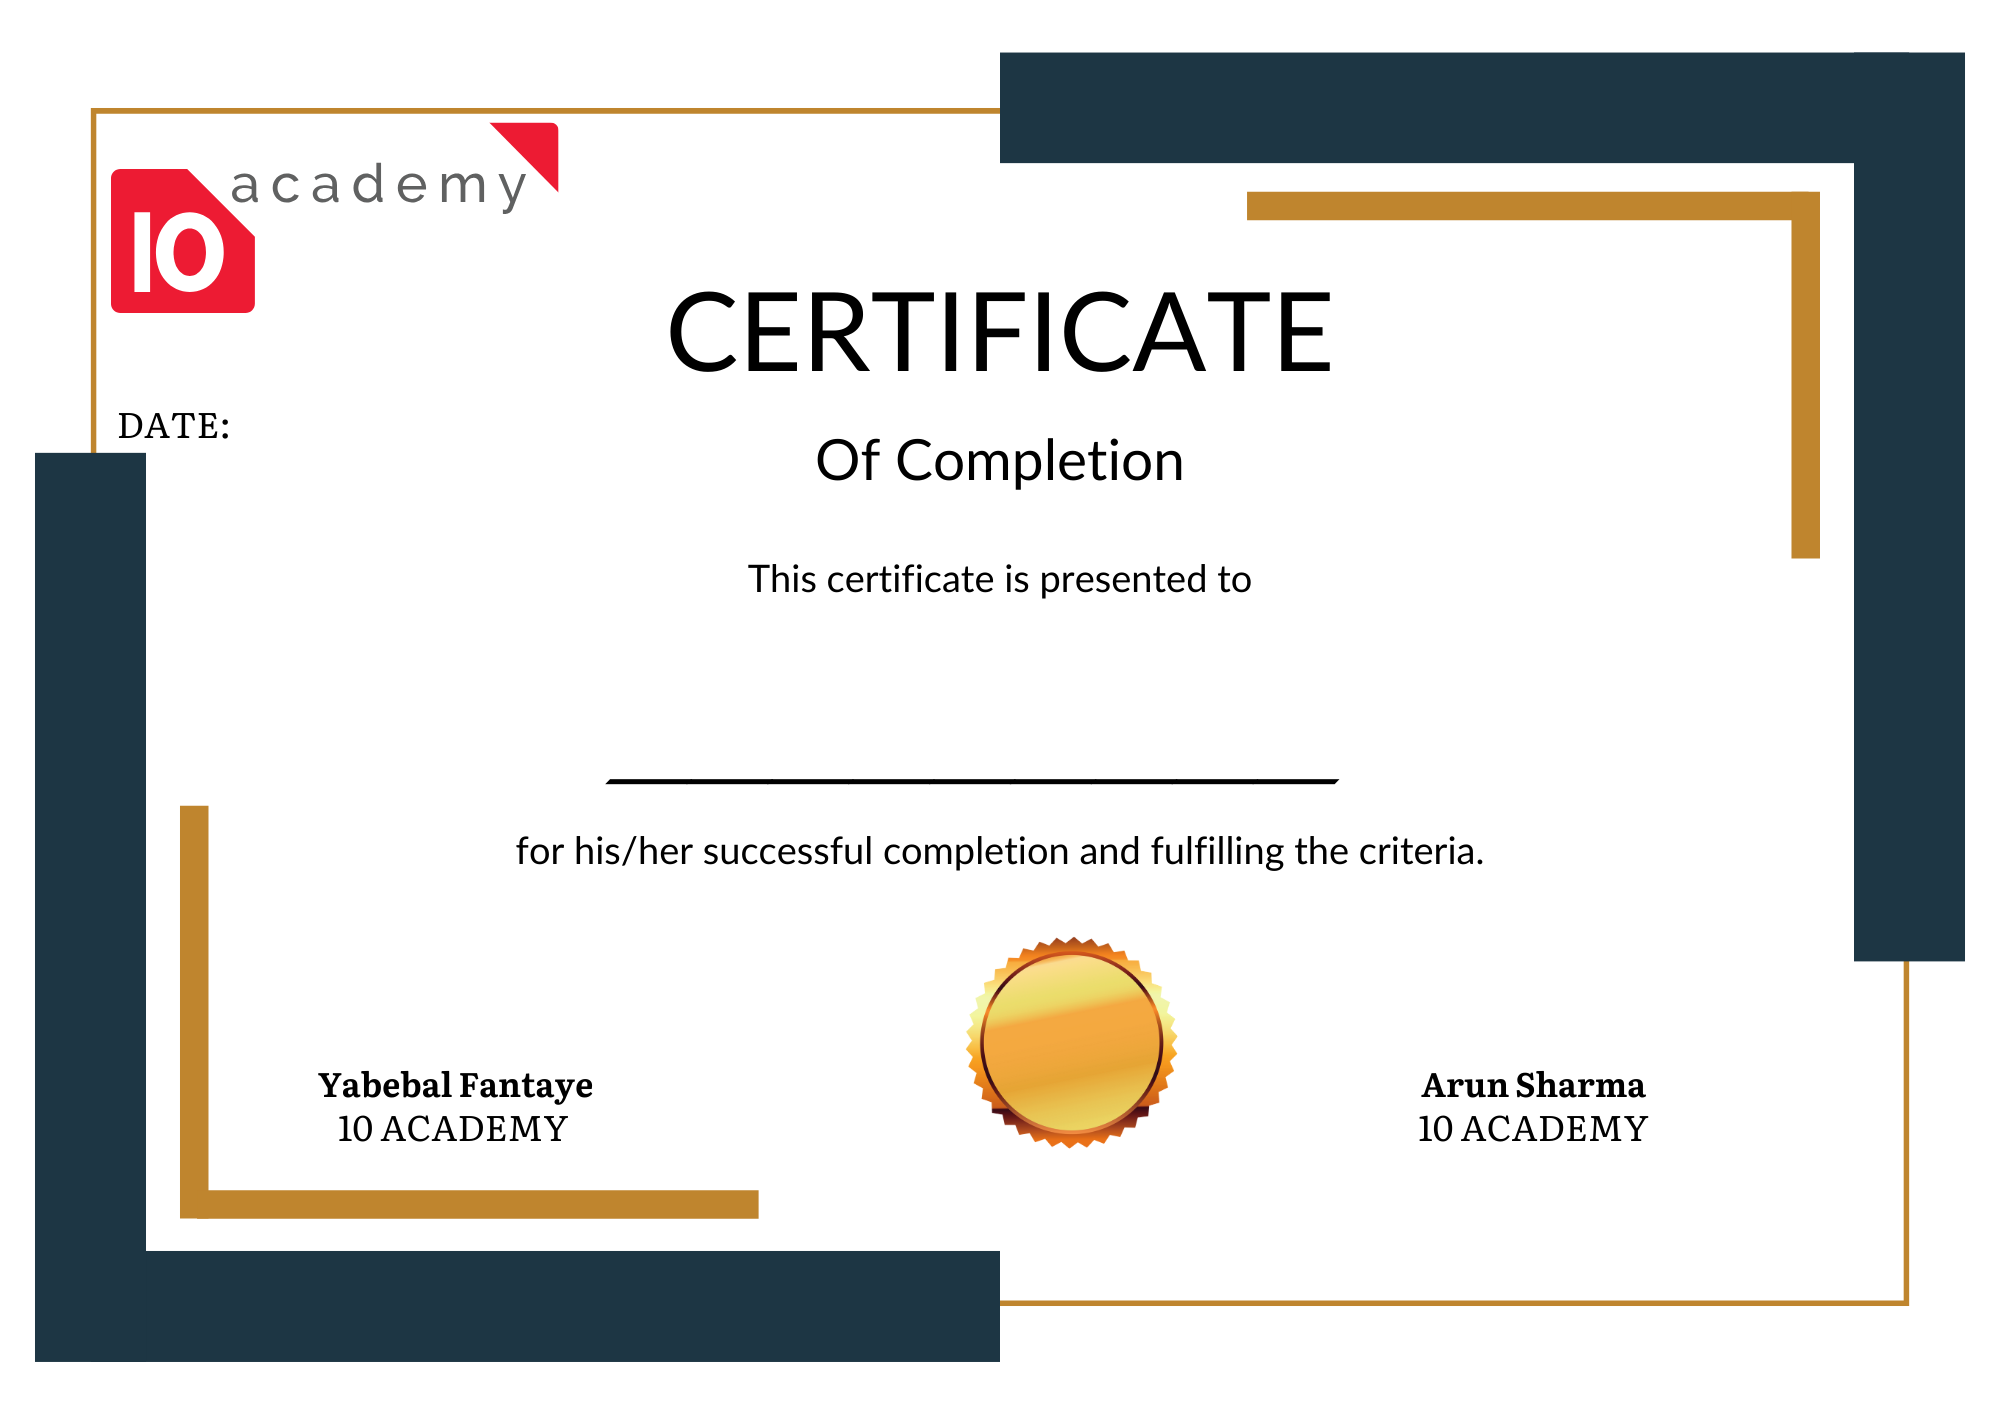 academy
10
CERTIFICATE
DATE:
Of Completion
This certificate is presented to
for his/her successful completion and fulfilling the criteria.
Yabebal Fantaye
10 ACADEMY
Arun Sharma
10 ACADEMY